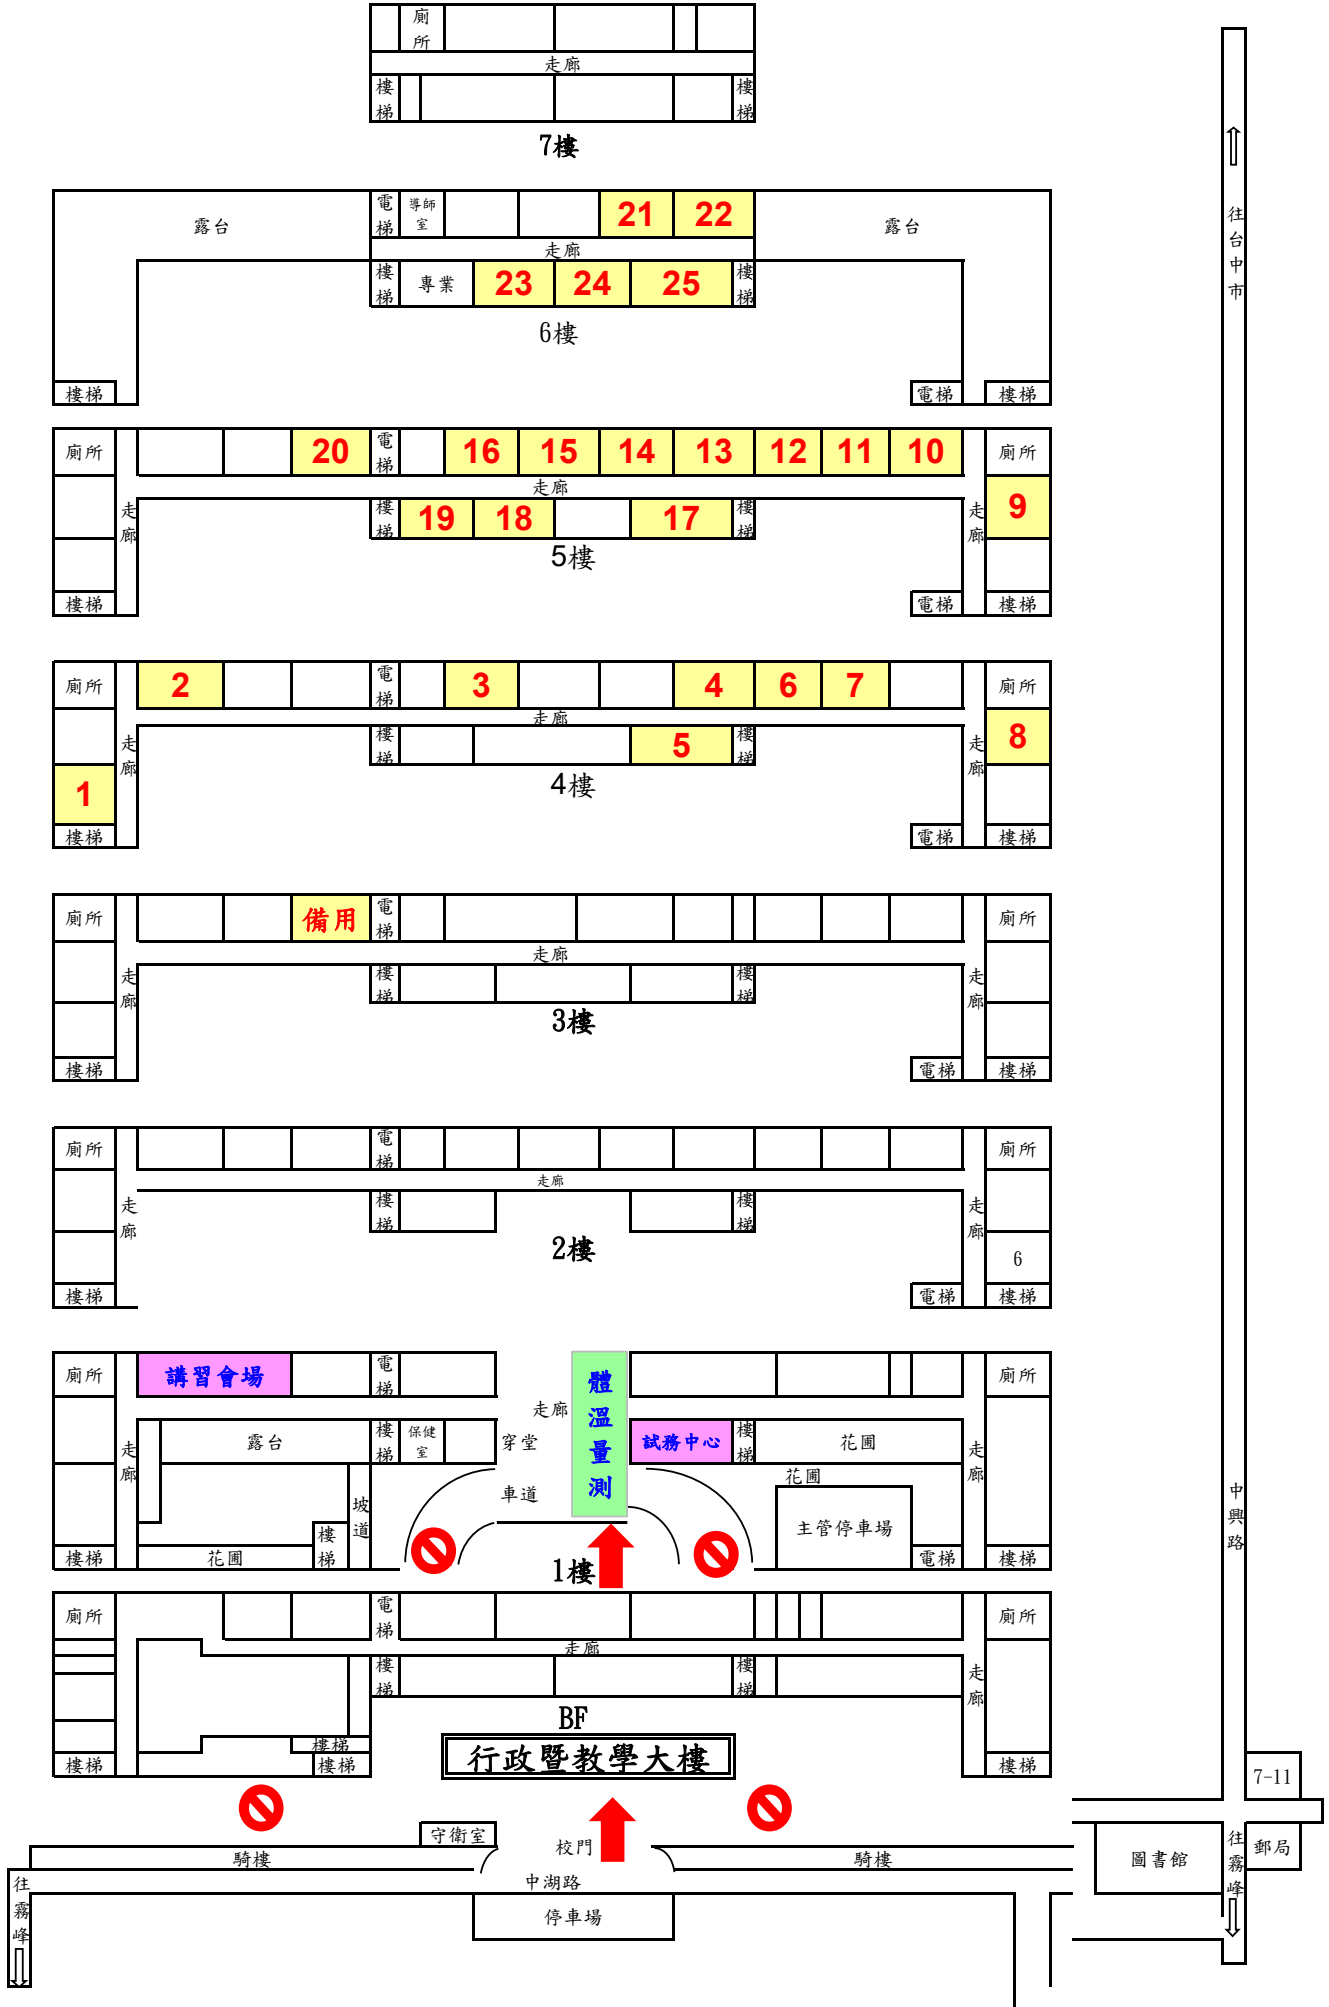 廁所
走廊
樓梯 樓梯
7樓
露台 電梯 導師室 21 22 露台
走廊
樓梯 專業 23 24 25 樓梯
6樓
樓梯 電梯 樓梯
廁所 20 電梯 16 15 14 13 12 11 10 廁所
走廊
走廊 樓梯 19 18 17 樓梯 走廊 9
5樓
樓梯 電梯 樓梯
廁所 2 電梯 3 4 6 7 廁所
走廊
走廊 樓梯 5 樓梯 走廊 8
1 4樓
樓梯 電梯 樓梯
廁所 備用 電梯 廁所
走廊
走廊 樓梯 樓梯 走廊
3樓
樓梯 電梯 樓梯
廁所 電梯 廁所
走廊
走廊 樓梯 樓梯 走廊
2樓 6
樓梯 電梯 樓梯
廁所 講習會場 電梯 體溫量測 廁所
走廊
走廊 露台 樓梯 保健室 穿堂 試務中心 樓梯 花圃 走廊
花圃
坡道 車道
樓梯 主管停車場
樓梯 花圃 電梯 樓梯
1樓
廁所 電梯 廁所
走廊
樓梯 樓梯 走廊
BF
樓梯
樓梯 樓梯 樓梯
行政暨教學大樓
守衛室 校門
騎樓 騎樓
中湖路
停車場
往霧峰
往台中市
中興路
7-11
圖書館 往霧峰 郵局